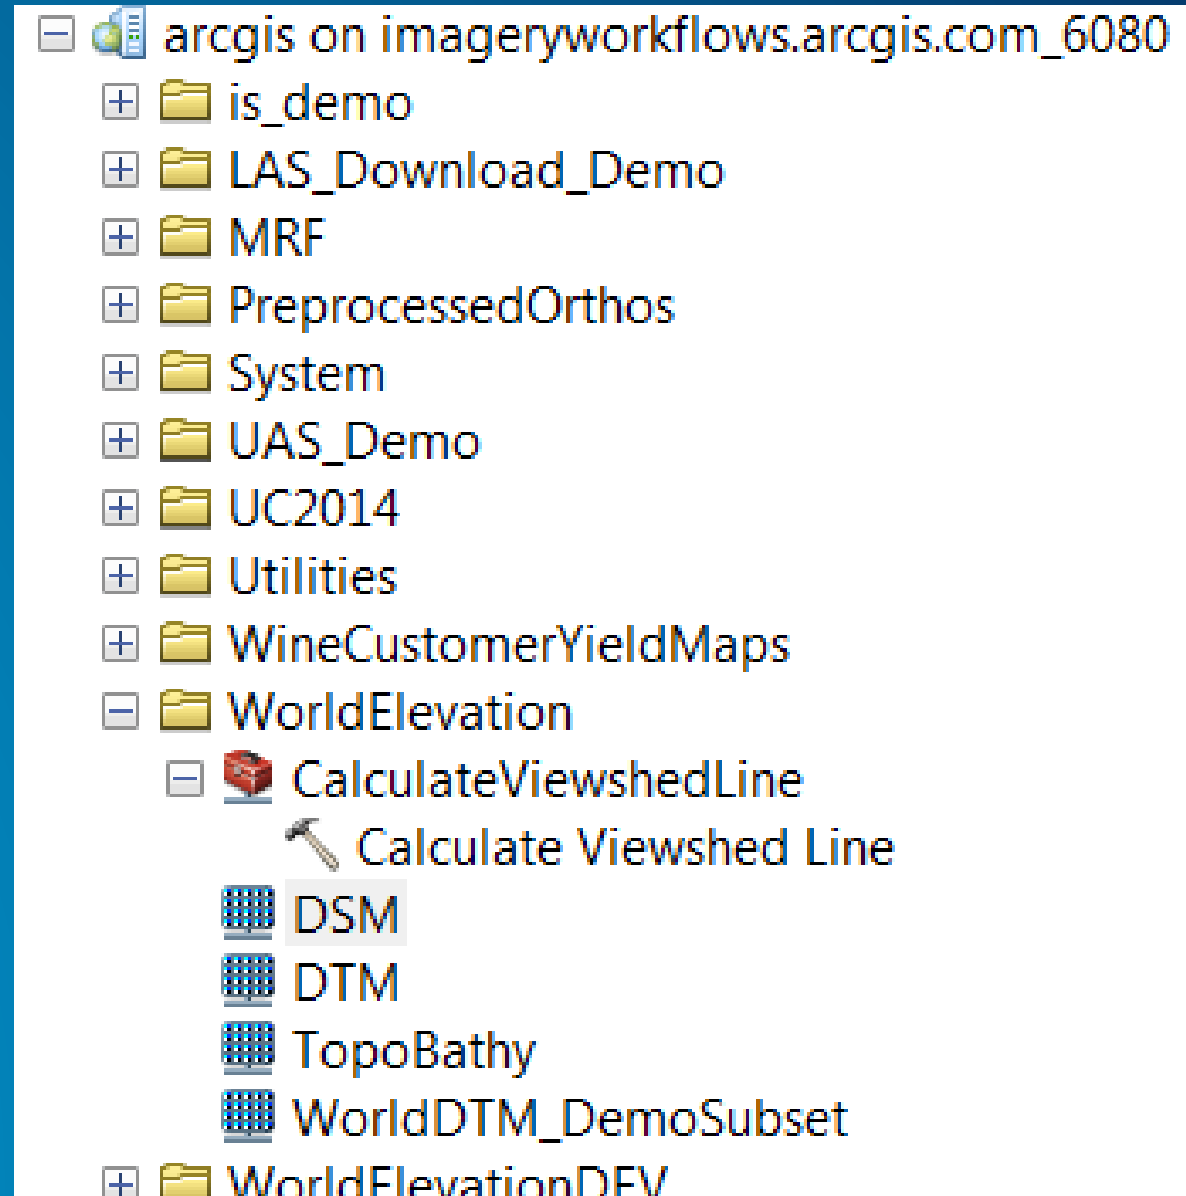 arcgis on imageryworkflows.arcgis.com_6080
is_demo
LAS_Download_Demo
MRF
PreprocessedOrthos
System
UAS_Demo
UC2014
Utilities
WineCustomerYieldMaps
WorldElevation
CalculateViewshedLine
Calculate Viewshed Line
DSM
DTM
TopoBathy
WorldDTM_DemoSubset
WorldElevationDEV